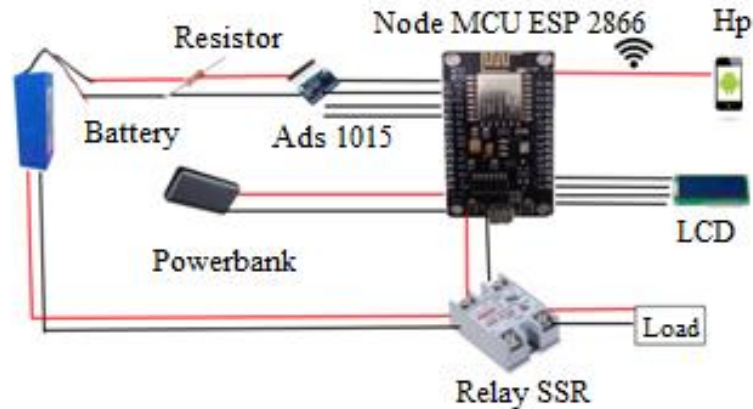 Resistor
Node MCU ESP 2866
Hp
Battery
Ads 1015
LCD
Powerbank
Load
Relay SSR